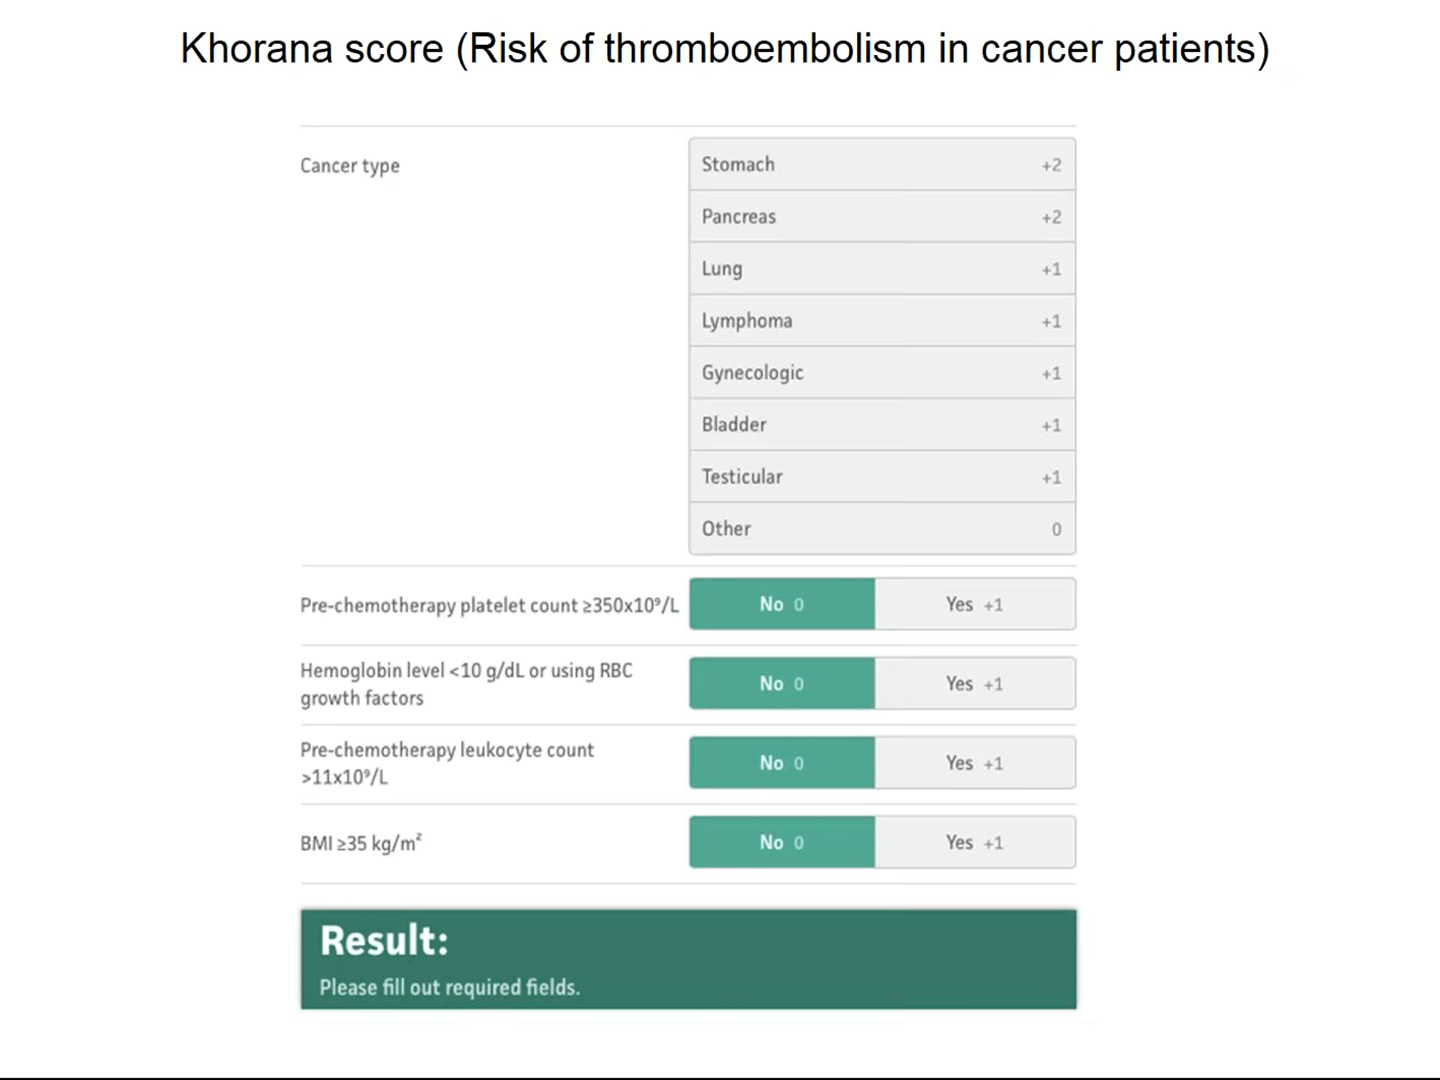 Khorana score (Risk of thromboembolism in cancer patients)
Cancer type
Stomach +2
Pancreas +2
Lung +1
Lymphoma +1
Gynecologic +1
Bladder +1
Testicular +1
Other 0
Pre-chemotherapy platelet count ≥350x10⁹/L No 0 Yes +1
Hemoglobin level <10 g/dL or using RBC
growth factors
No 0 Yes +1
Pre-chemotherapy leukocyte count
>11x10⁹/L
No 0 Yes +1
BMI ≥35 kg/m² No 0 Yes +1
Result:
Please fill out required fields.